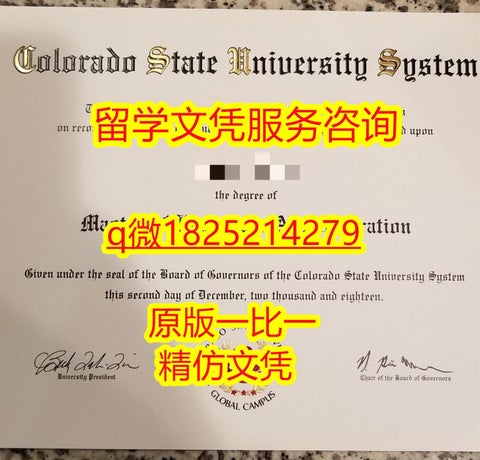 Colorado State University System
留学文凭服务咨询
on upon
the degree of
q微1825214279
Given under the seal of the Board of Governors of the Colorado State University System
this second day of December, two thousand and eighteen.
原版一比一
精仿文凭
University President
Chair of the Board of Governors
GLOBAL CAMPUS